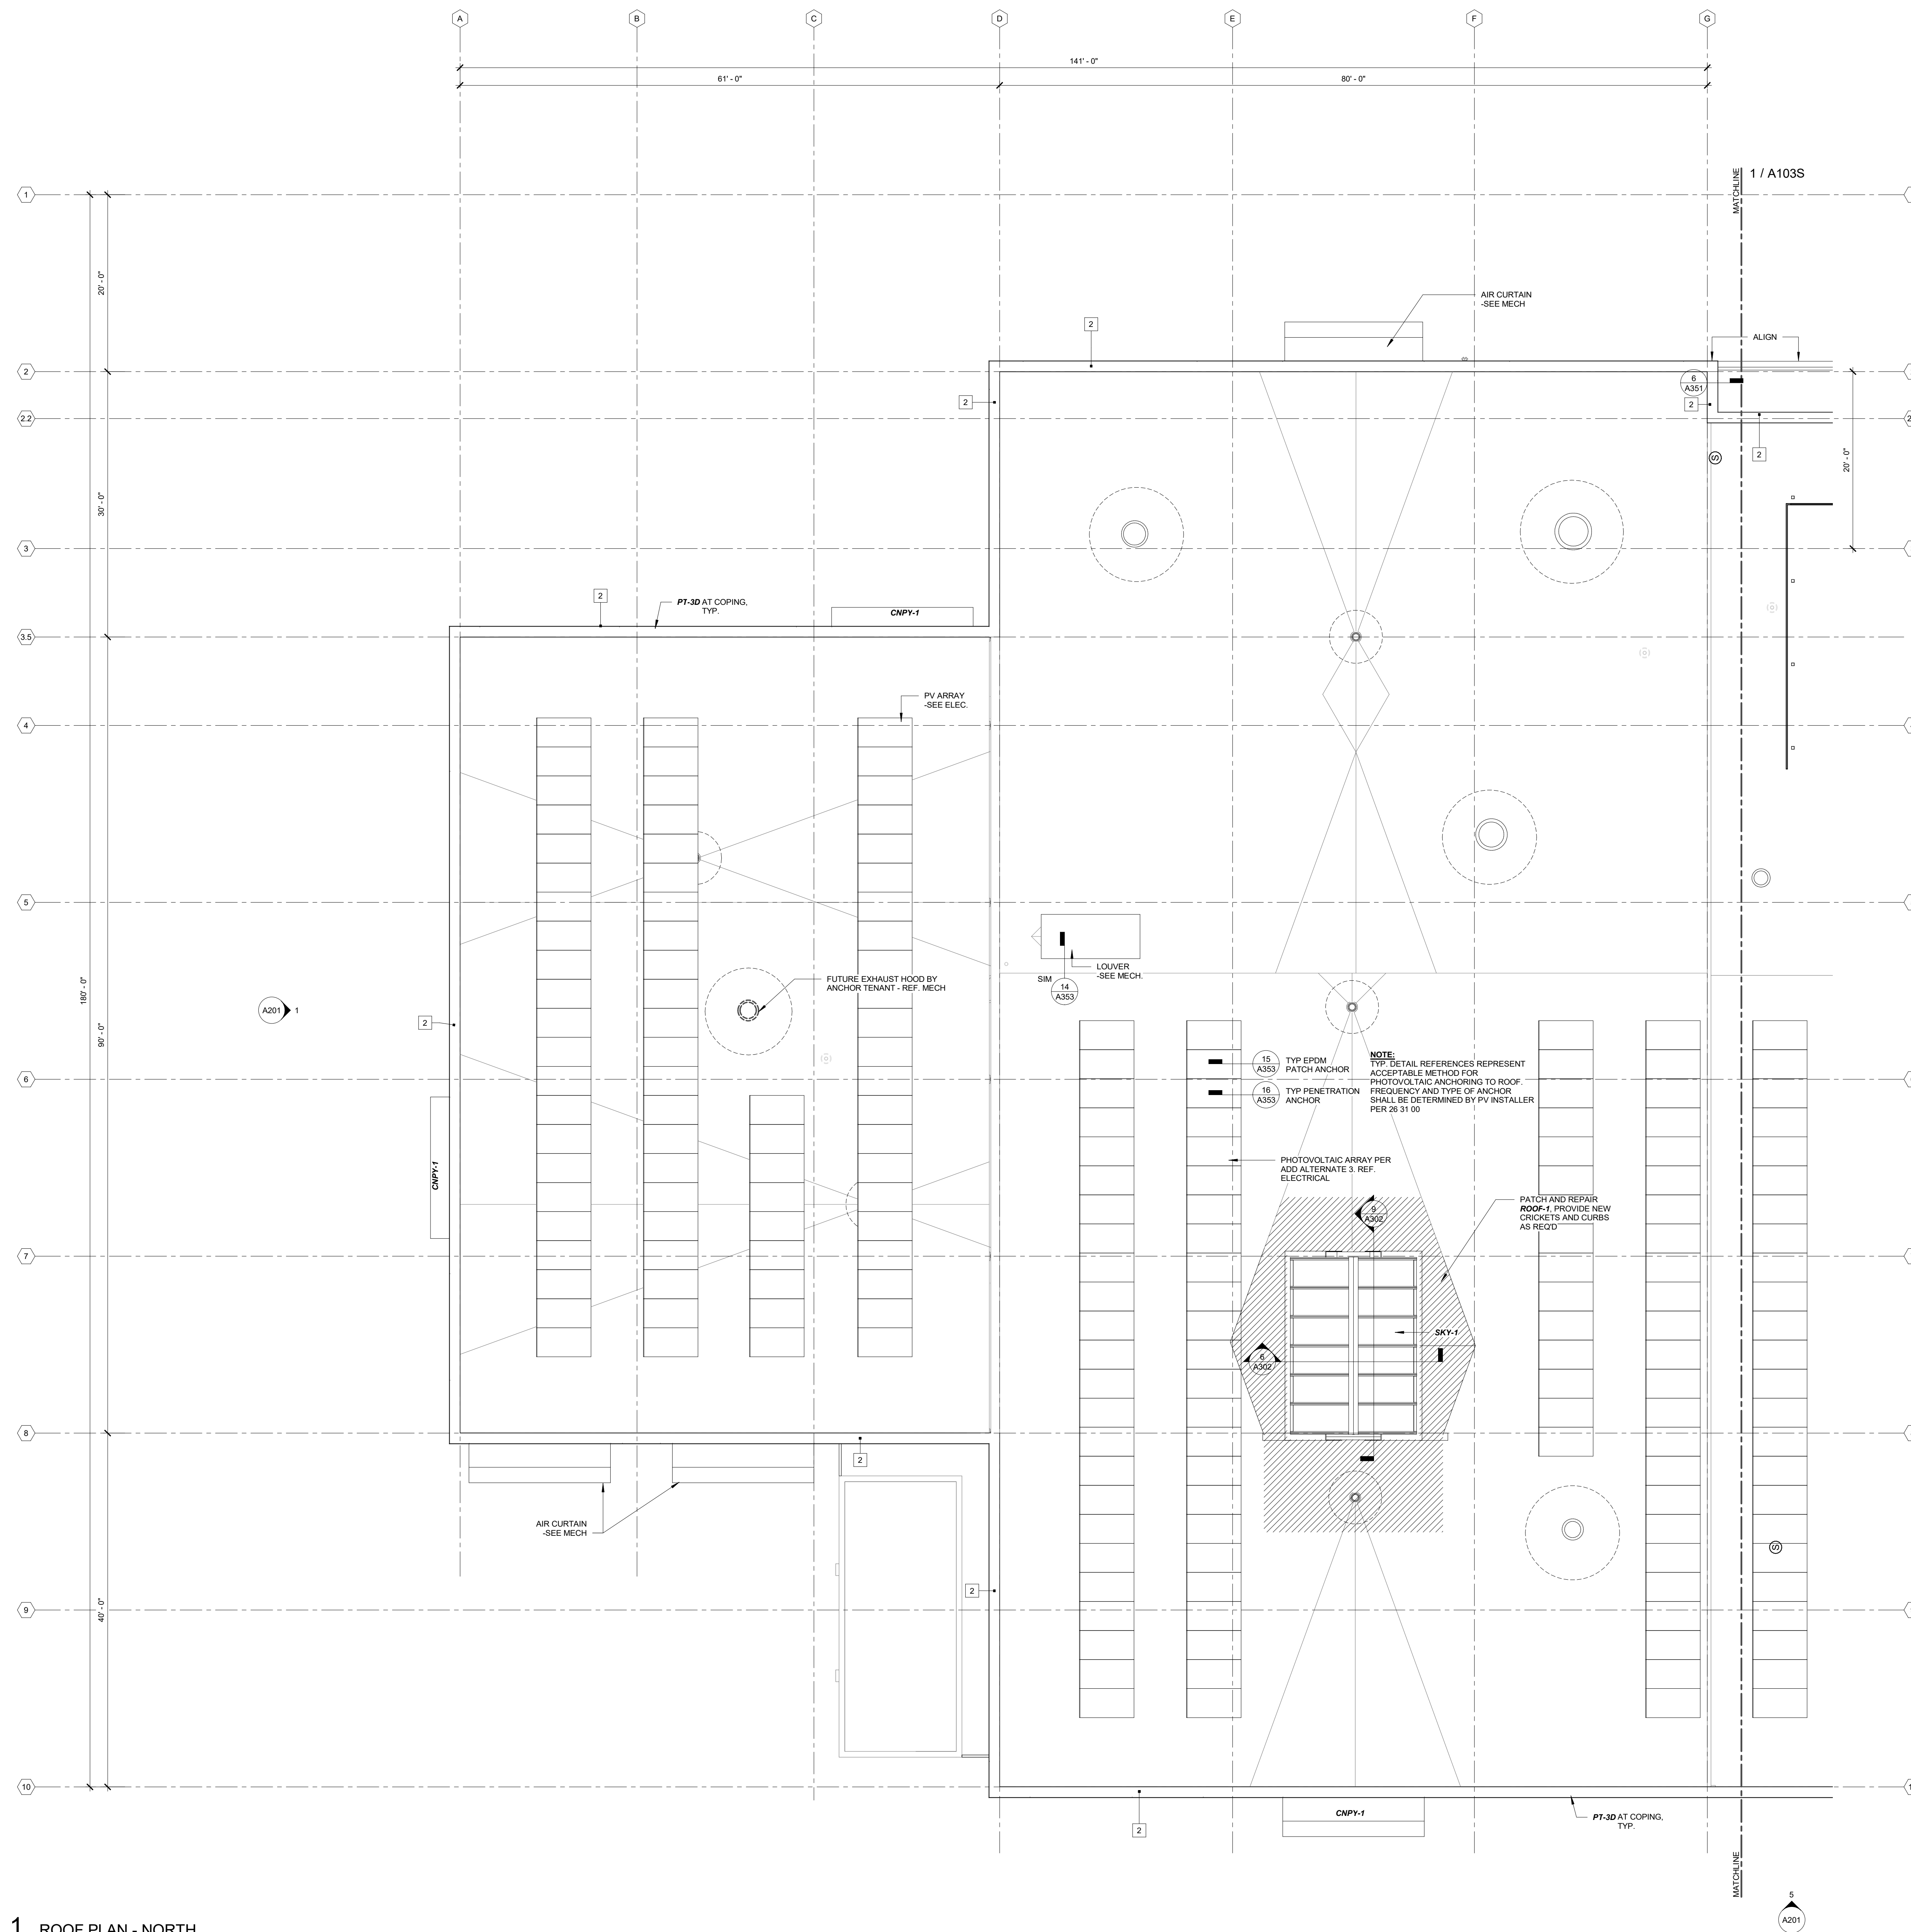 A
B
C
D
E
F
G
141' - 0"
61' - 0"
80' - 0"
1 / A103S
MATCHLINE
1
20' - 0"
AIR CURTAIN
-SEE MECH
2
ALIGN
2
6
A351
2
2
2.2
2
S
20' - 0"
30' - 0"
3
2
PT-3D AT COPING,
TYP.
CNPY-1
3.5
PV ARRAY
-SEE ELEC.
4
5
LOUVER
-SEE MECH.
SIM
14
A353
FUTURE EXHAUST HOOD BY
ANCHOR TENANT - REF. MECH
180' - 0"
A201
1
2
90' - 0"
15
A353
TYP EPDM
PATCH ANCHOR
16
A353
TYP PENETRATION
ANCHOR
NOTE:
TYP. DETAIL REFERENCES REPRESENT
ACCEPTABLE METHOD FOR
PHOTOVOLTAIC ANCHORING TO ROOF.
FREQUENCY AND TYPE OF ANCHOR
SHALL BE DETERMINED BY PV INSTALLER
PER 26 31 00
6
CNPY-1
PHOTOVOLTAIC ARRAY PER
ADD ALTERNATE 3. REF.
ELECTRICAL
9
A302
PATCH AND REPAIR
ROOF-1, PROVIDE NEW
CRICKETS AND CURBS
AS REQ'D
7
SKY-1
6
A302
8
2
AIR CURTAIN
-SEE MECH
S
2
9
40' - 0"
10
CNPY-1
2
PT-3D AT COPING,
TYP.
MATCHLINE
5
A201
1
ROOF PLAN - NORTH